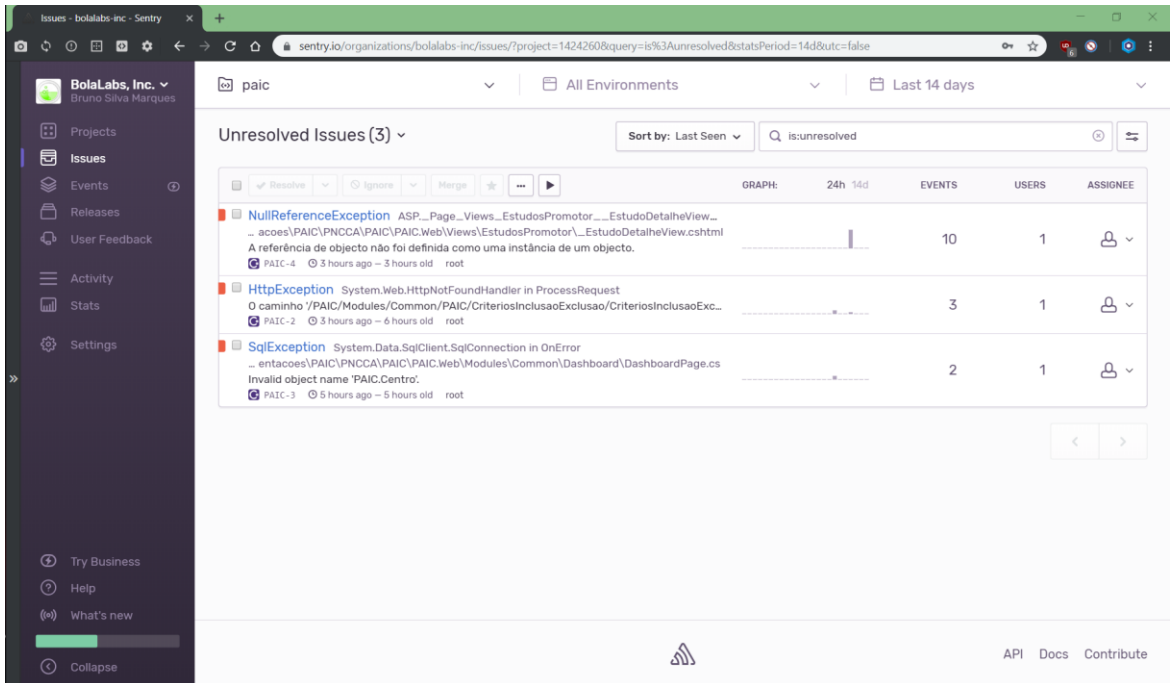 Issues - bolalabs-inc - Sentry
sentry.io/organizations/bolalabs-inc/issues/?project=1424260&query=is%3Aunresolved&statsPeriod=14d&utc=false
6
BolaLabs, Inc.
Bruno Silva Marques
Projects
Issues
Events
Releases
User Feedback
Activity
Stats
Settings
Try Business
Help
What's new
Collapse
paic
All Environments
Last 14 days
Unresolved Issues (3)
Sort by: Last Seen
is:unresolved
Resolve Ignore Merge GRAPH: 24h 14d EVENTS USERS ASSIGNEE
NullReferenceException ASP._Page_Views_EstudosPromotor__EstudoDetalheView_…
… acoes\PAIC\PNCCA\PAIC\PAIC.Web\Views\EstudosPromotor\_EstudoDetalheView.cshtml
A referência de objecto não foi definida como uma instância de um objecto.
PAIC-4 3 hours ago — 3 hours old root
10 1
HttpException System.Web.HttpNotFoundHandler in ProcessRequest
O caminho '/PAIC/Modules/Common/PAIC/CriteriosInclusaoExclusao/CriteriosInclusaoExc…
PAIC-2 3 hours ago — 6 hours old root
3 1
SqlException System.Data.SqlClient.SqlConnection in OnError
… entacoes\PAIC\PNCCA\PAIC\PAIC.Web\Modules\Common\Dashboard\DashboardPage.cs
Invalid object name 'PAIC.Centro'.
PAIC-3 5 hours ago — 5 hours old root
2 1
API Docs Contribute